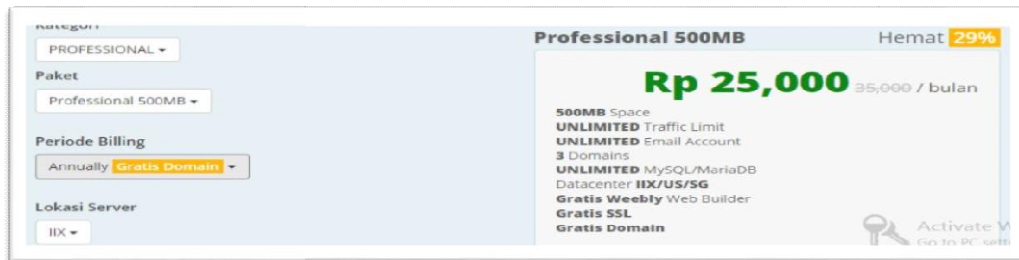 Kategori
PROFESSIONAL
Paket
Professional 500MB
Periode Billing
Annually Gratis Domain
Lokasi Server
IIX
Professional 500MB
Hemat 29%
Rp 25,000 35,000 / bulan
500MB Space
UNLIMITED Traffic Limit
UNLIMITED Email Account
3 Domains
UNLIMITED MySQL/MariaDB
Datacenter IIX/US/SG
Gratis Weebly Web Builder
Gratis SSL
Gratis Domain
Activate W
Go to PC sett